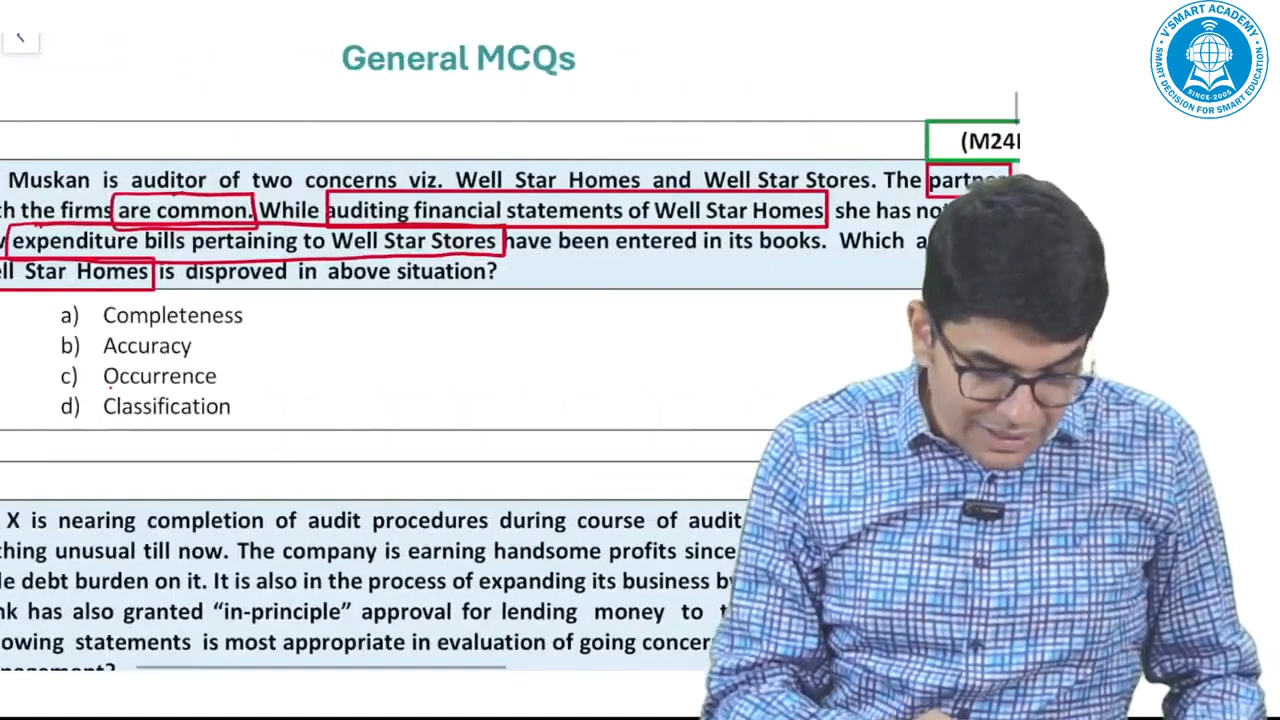 General MCQs
V'SMART ACADEMY
SINCE-2005
SMART DECISION FOR SMART EDUCATION
(M24
Muskan is auditor of two concerns viz. Well Star Homes and Well Star Stores. The partne
h the firms are common. While auditing financial statements of Well Star Homes, she has no
expenditure bills pertaining to Well Star Stores have been entered in its books. Which a
ll Star Homes is disproved in above situation?
a) Completeness
b) Accuracy
c) Occurrence
d) Classification
X is nearing completion of audit procedures during course of audit
thing unusual till now. The company is earning handsome profits since
le debt burden on it. It is also in the process of expanding its business b
nk has also granted "in-principle" approval for lending money to t
owing statements is most appropriate in evaluation of going concer